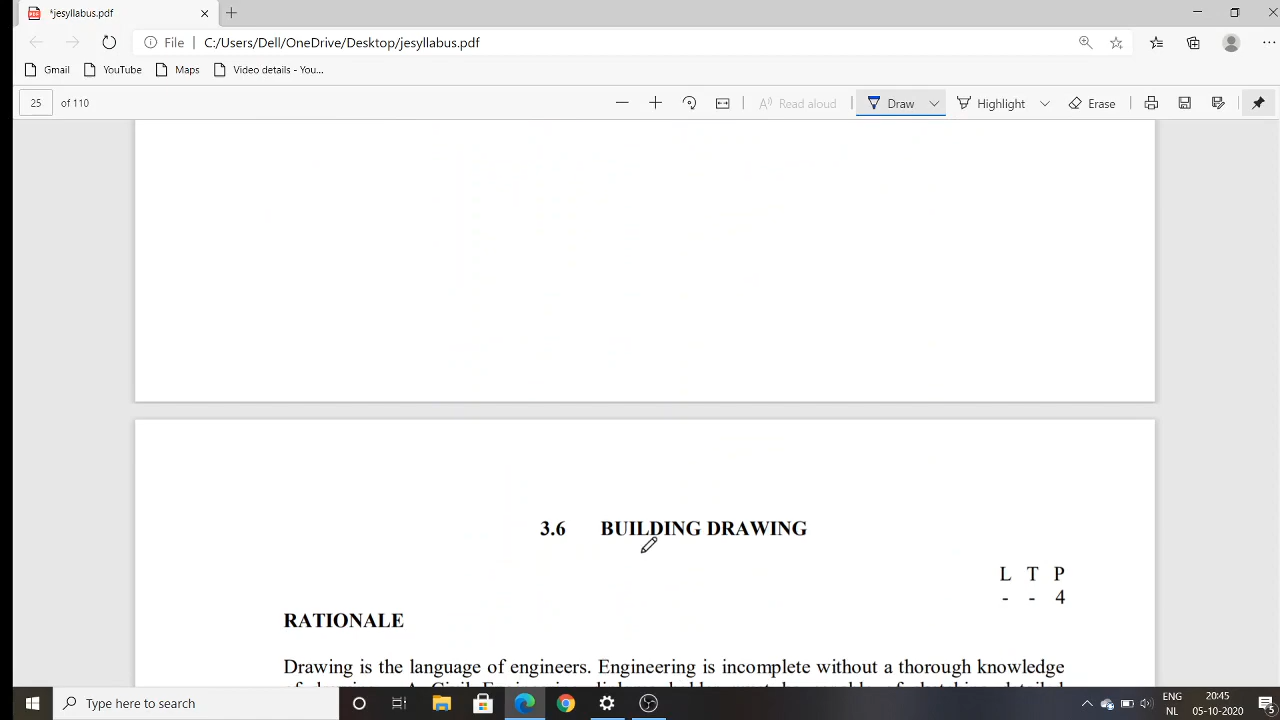 *jesyllabus.pdf
File | C:/Users/Dell/OneDrive/Desktop/jesyllabus.pdf
Gmail YouTube Maps Video details - You...
25 of 110 Read aloud Draw Highlight Erase
3.6 BUILDING DRAWING
L T P
- - 4
RATIONALE
Drawing is the language of engineers. Engineering is incomplete without a thorough knowledge
Type here to search
ENG 20:45
NL 05-10-2020 5